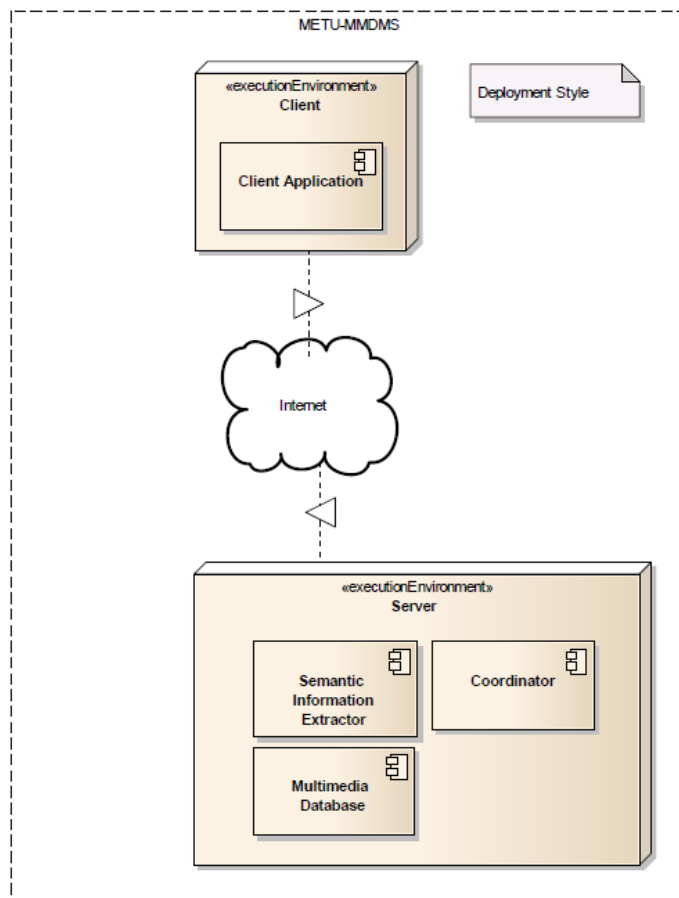 METU-MMDMS
«executionEnvironment»
Client
Deployment Style
Client Application
Internet
«executionEnvironment»
Server
Semantic
Information
Extractor
Coordinator
Multimedia
Database